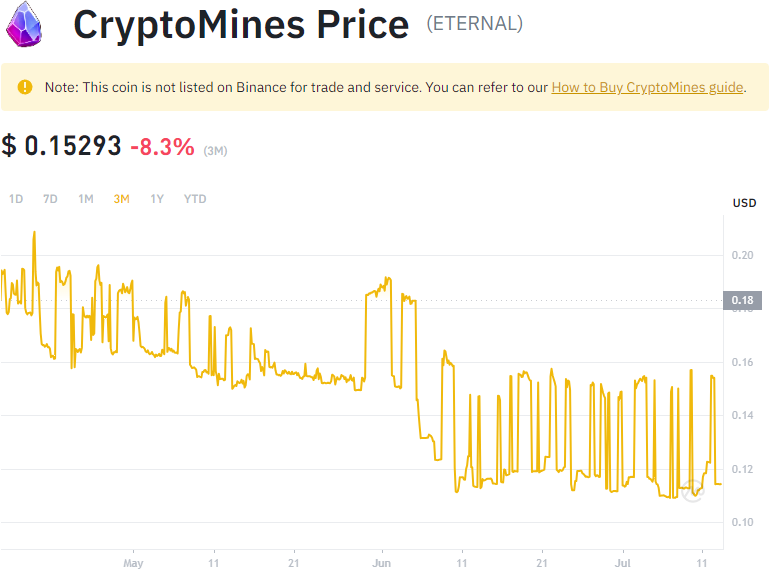 CryptoMines Price (ETERNAL)
Note: This coin is not listed on Binance for trade and service. You can refer to our How to Buy CryptoMines guide.
$ 0.15293 -8.3% (3M)
1D 7D 1M 3M 1Y YTD
USD
0.20
0.18
0.18
0.16
0.14
0.12
0.10
May 11 21 Jun 11 21 Jul 11